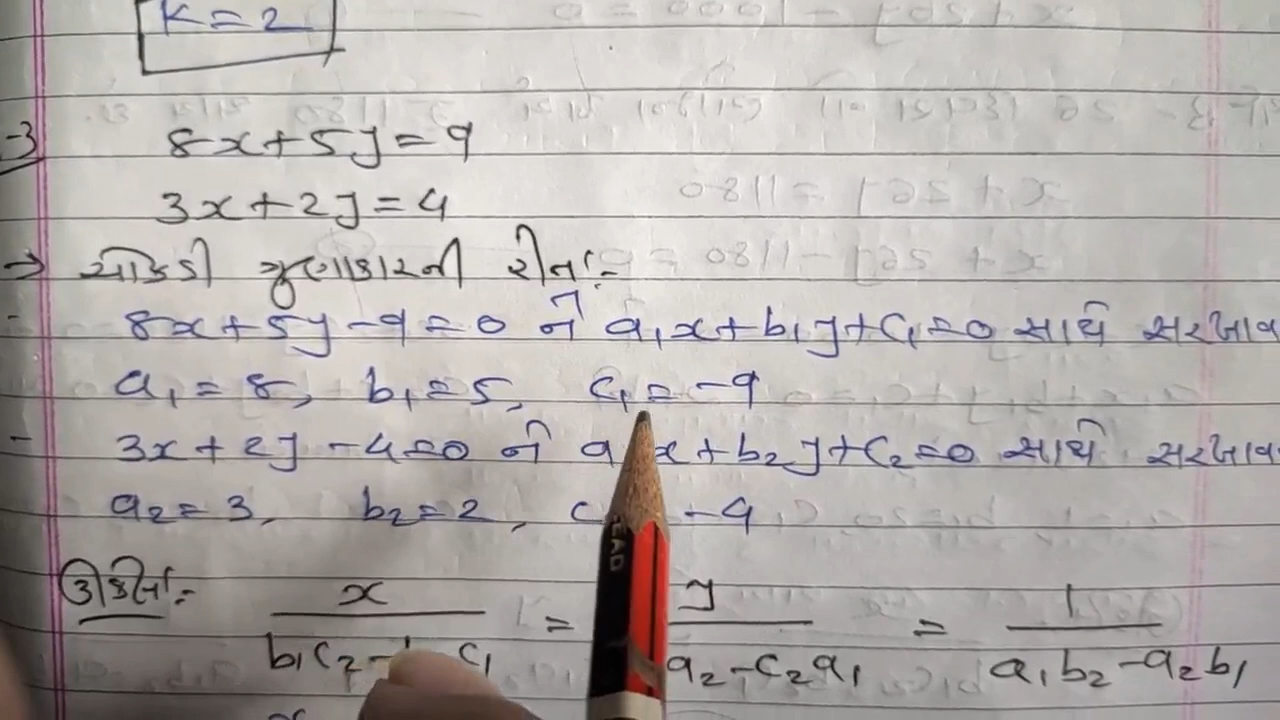 K=2
-3 8x+5y=9
3x+2y=4
→ ચોકડી ગુણાકારની રીત:-
- 8x+5y-9=0 ને a₁x+b₁y+c₁=0 સાથે સરખાવ
a₁=8, b₁=5, c₁=-9
- 3x+2y-4=0 ને a x+b₂y+c₂=0 સાથે સરખાવ
a₂=3, b₂=2, c -4
ઉકેલ:- x = y = 1
b₁c₂- c₁ a₂-c₂a₁ a₁b₂-a₂b₁